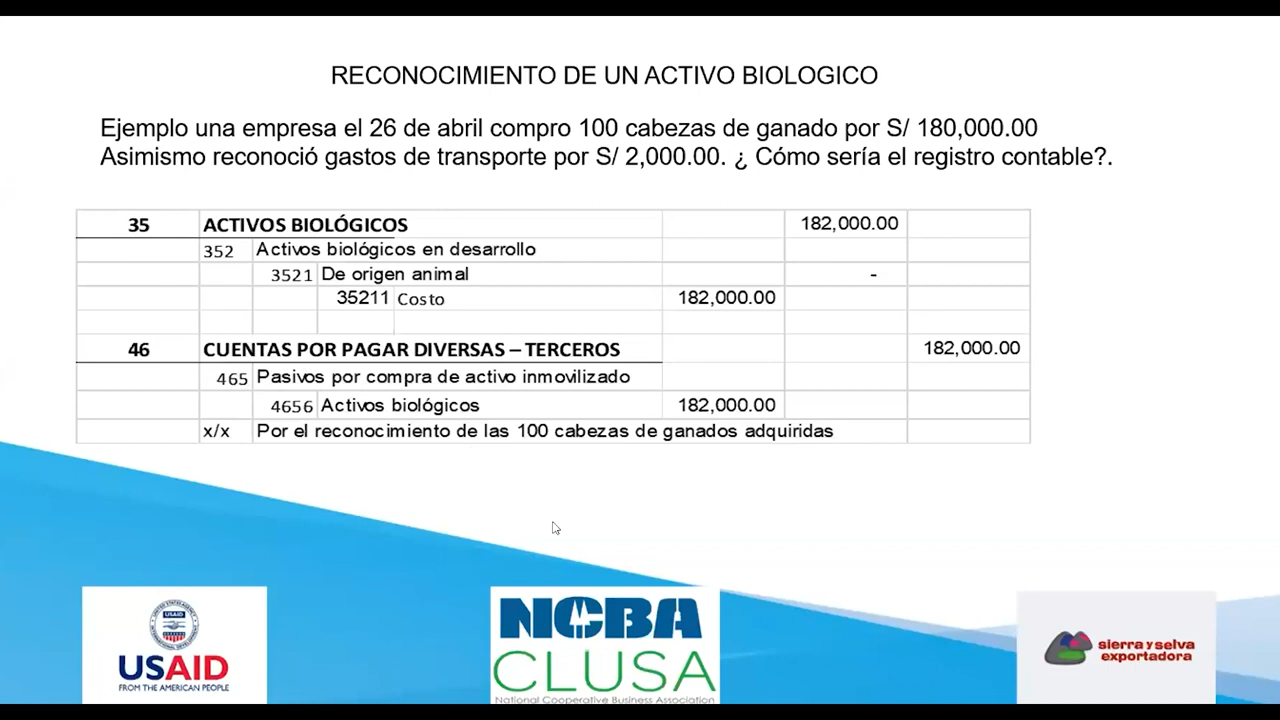 RECONOCIMIENTO DE UN ACTIVO BIOLOGICO
Ejemplo una empresa el 26 de abril compro 100 cabezas de ganado por S/ 180,000.00
Asimismo reconoció gastos de transporte por S/ 2,000.00. ¿ Cómo sería el registro contable?.
35 ACTIVOS BIOLÓGICOS 182,000.00
352 Activos biológicos en desarrollo
3521 De origen animal -
35211 Costo 182,000.00
46 CUENTAS POR PAGAR DIVERSAS – TERCEROS 182,000.00
465 Pasivos por compra de activo inmovilizado
4656 Activos biológicos 182,000.00
x/x Por el reconocimiento de las 100 cabezas de ganados adquiridas
USAID
USAID
FROM THE AMERICAN PEOPLE
NCBA
CLUSA
National Cooperative Business Association
sierra y selva
exportadora